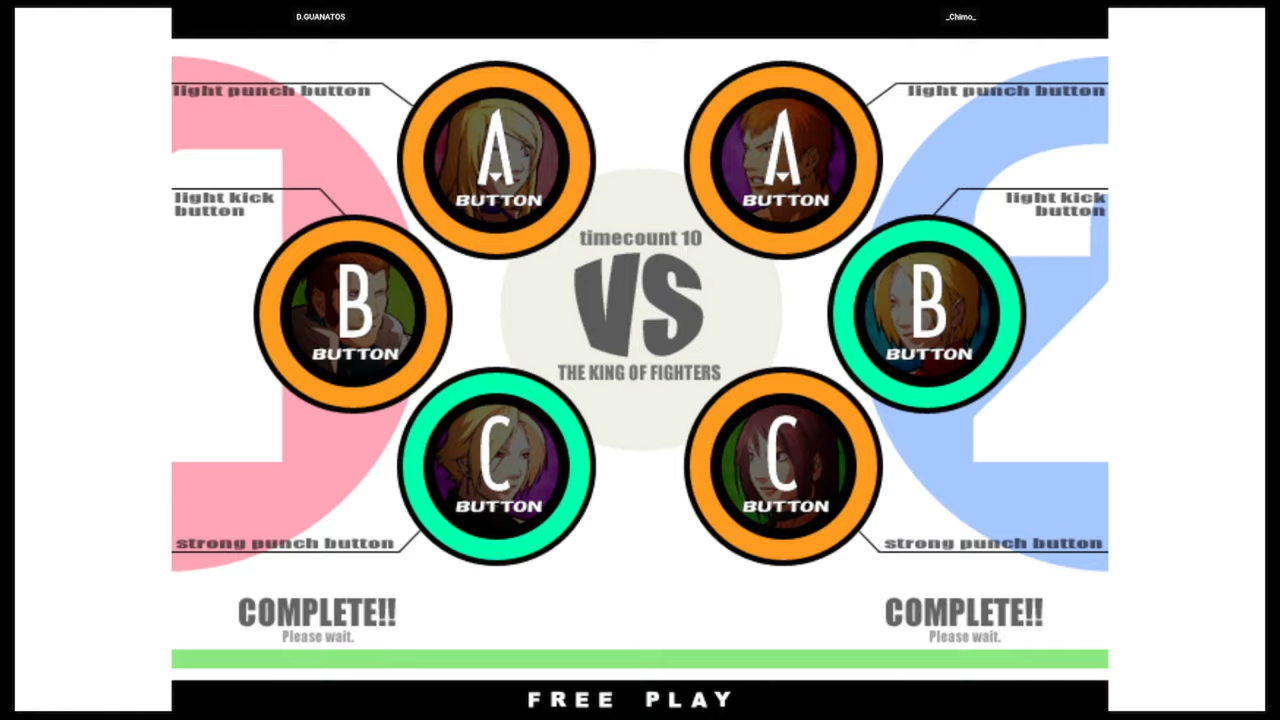 D.GUANATOS
_Chimo_
light punch button
A
BUTTON
A
BUTTON
light punch button
light kick
button
B
BUTTON
timecount 10
VS
THE KING OF FIGHTERS
light kick
button
B
BUTTON
C
BUTTON
C
BUTTON
strong punch button
strong punch button
COMPLETE!!
Please wait.
COMPLETE!!
Please wait.
FREE PLAY